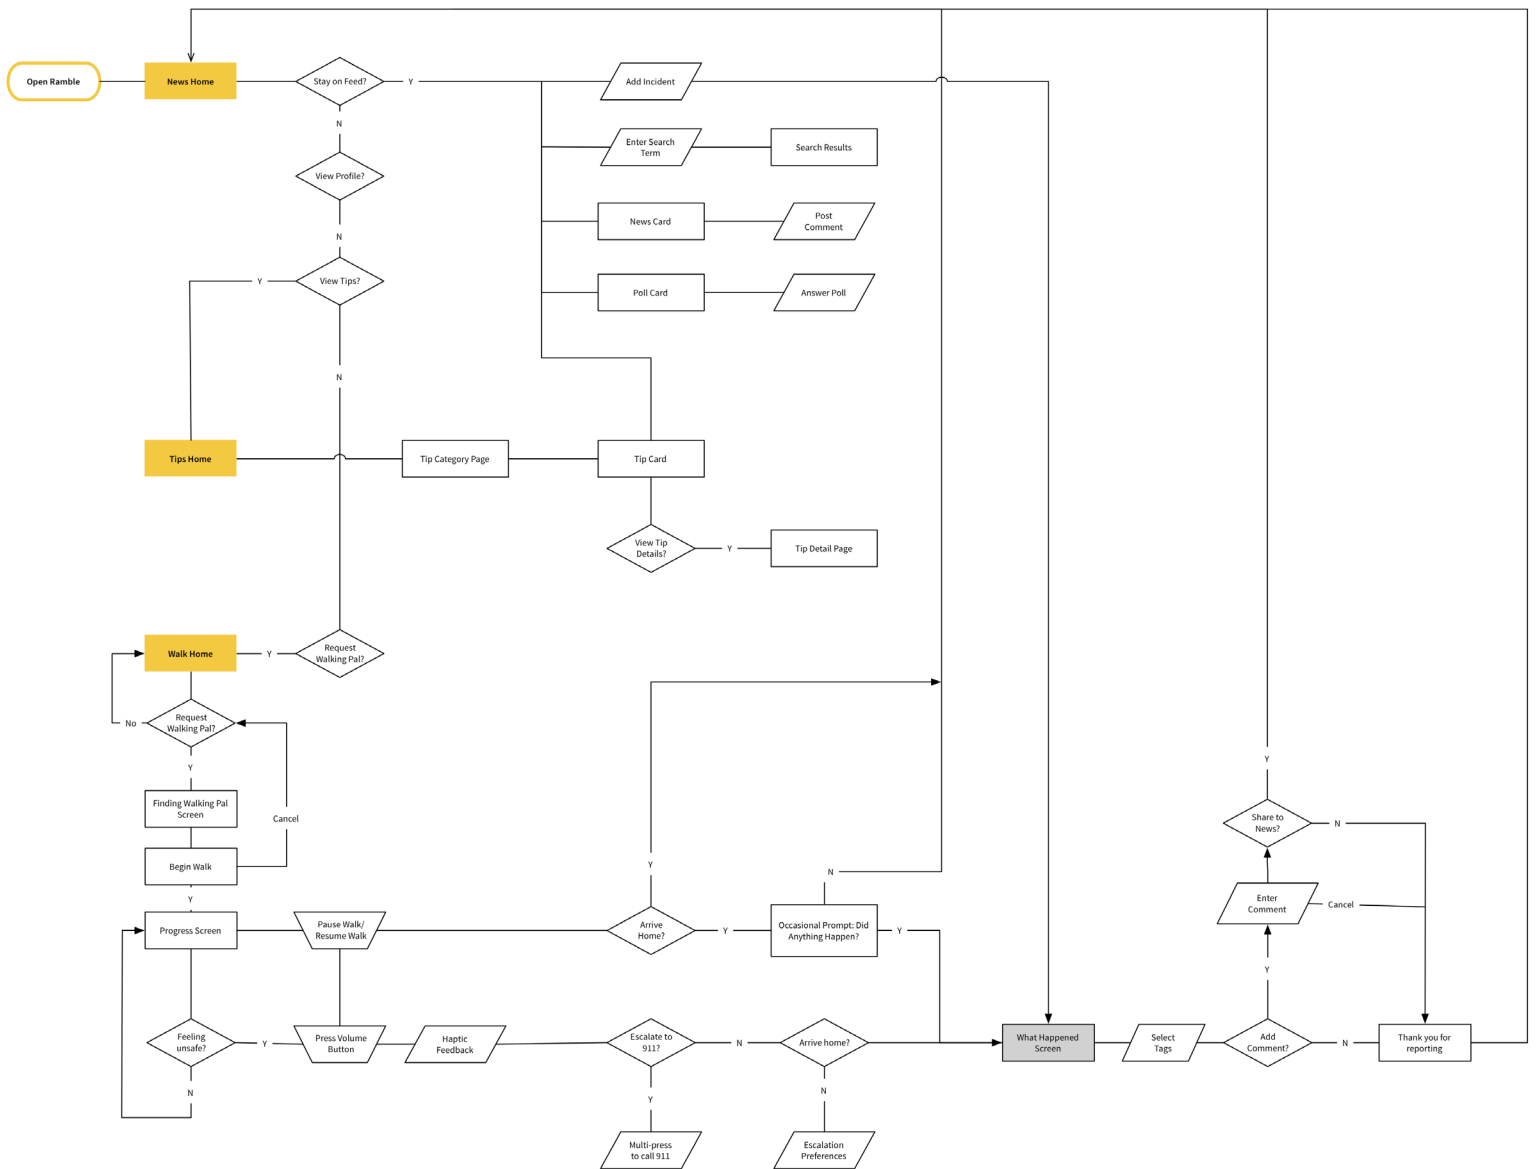 Open Ramble
News Home
Stay on Feed?
Y
Add Incident
N
Enter Search
Term
Search Results
View Profile?
News Card
Post
Comment
N
View Tips?
Y
Poll Card
Answer Poll
N
Tips Home
Tip Category Page
Tip Card
View Tip
Details?
Y
Tip Detail Page
Walk Home
Y
Request
Walking Pal?
Request
Walking Pal?
No
Y
Y
Finding Walking Pal
Screen
Cancel
Share to
News?
N
Begin Walk
Y
N
Y
Enter
Comment
Cancel
Progress Screen
Pause Walk/
Resume Walk
Arrive
Home?
Y
Occasional Prompt: Did
Anything Happen?
Y
Y
Feeling
unsafe?
Y
Press Volume
Button
Haptic
Feedback
Escalate to
911?
N
Arrive home?
What Happened
Screen
Select
Tags
Add
Comment?
N
Thank you for
reporting
N
Y
N
Multi-press
to call 911
Escalation
Preferences